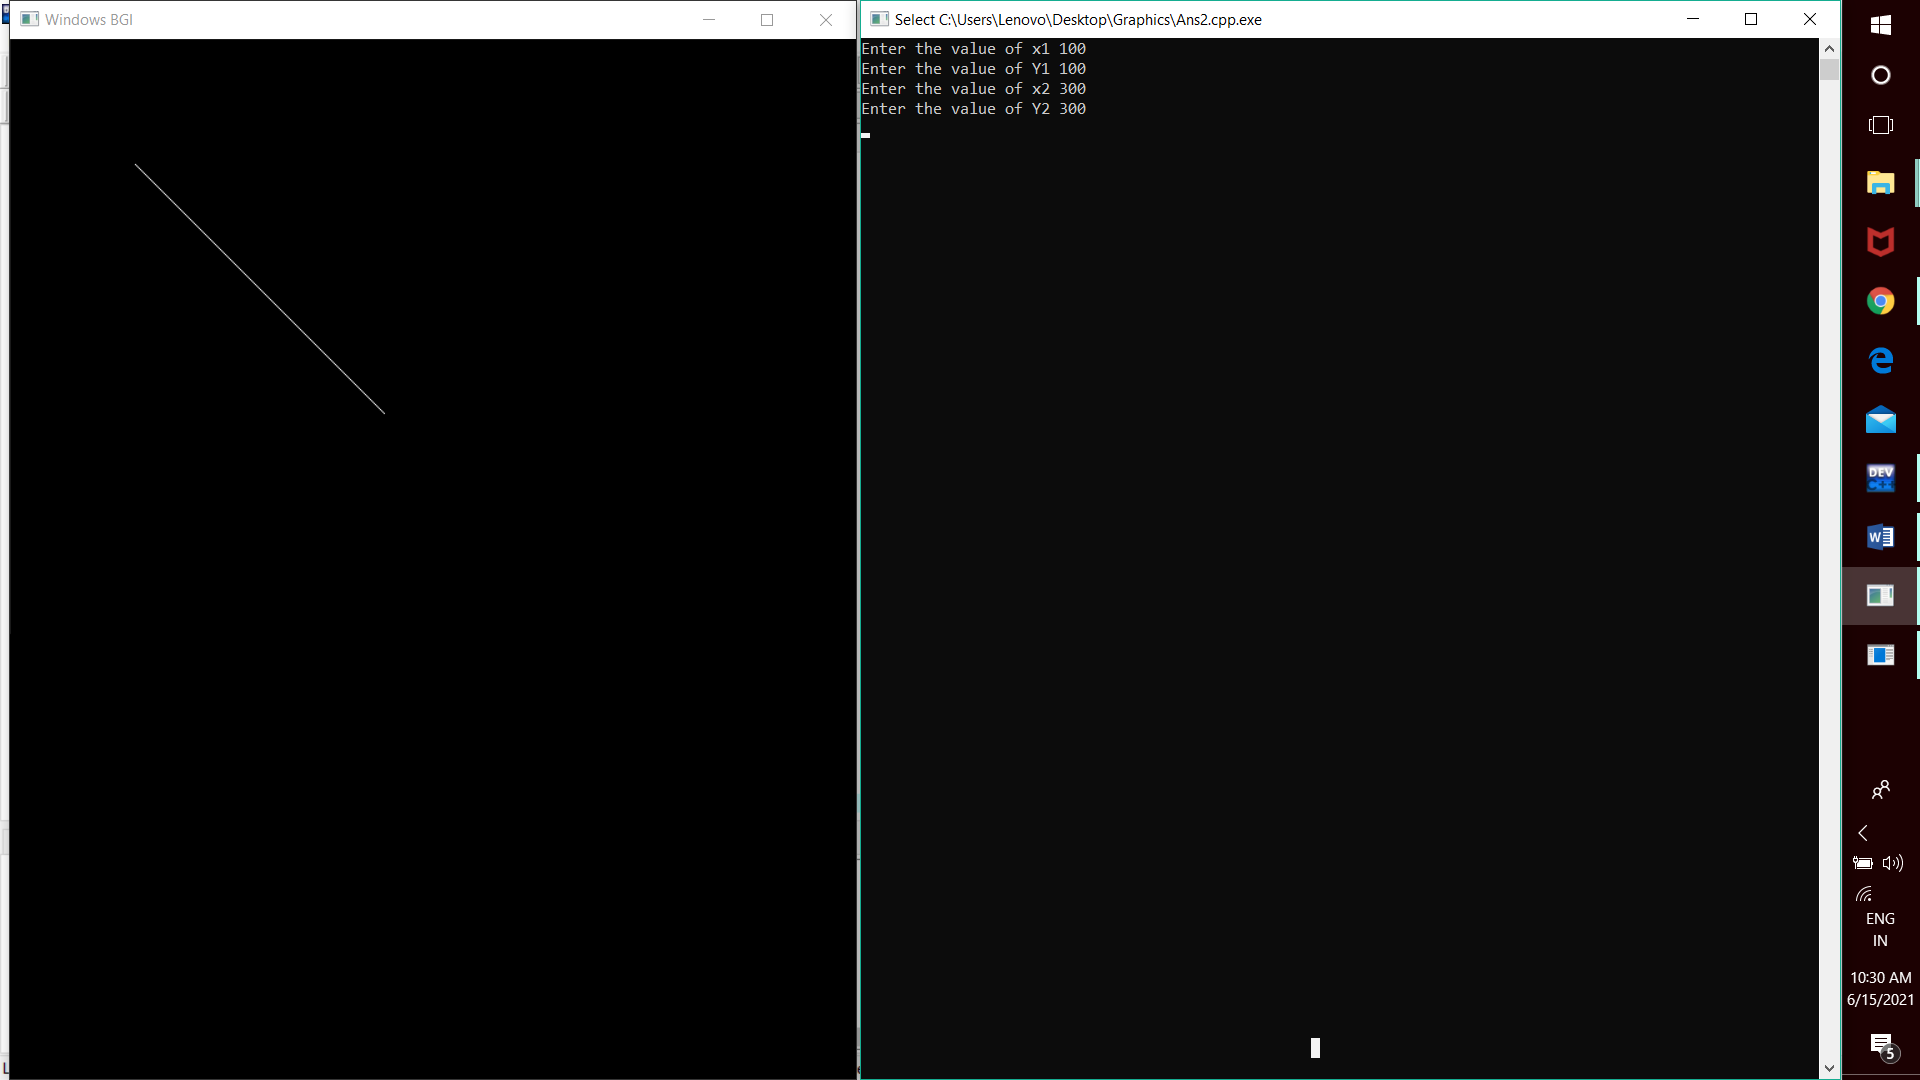 Windows BGI
Select C:\Users\Lenovo\Desktop\Graphics\Ans2.cpp.exe
Enter the value of x1 100
Enter the value of Y1 100
Enter the value of x2 300
Enter the value of Y2 300
DEV
C++
W
ENG
IN
10:30 AM
6/15/2021
5